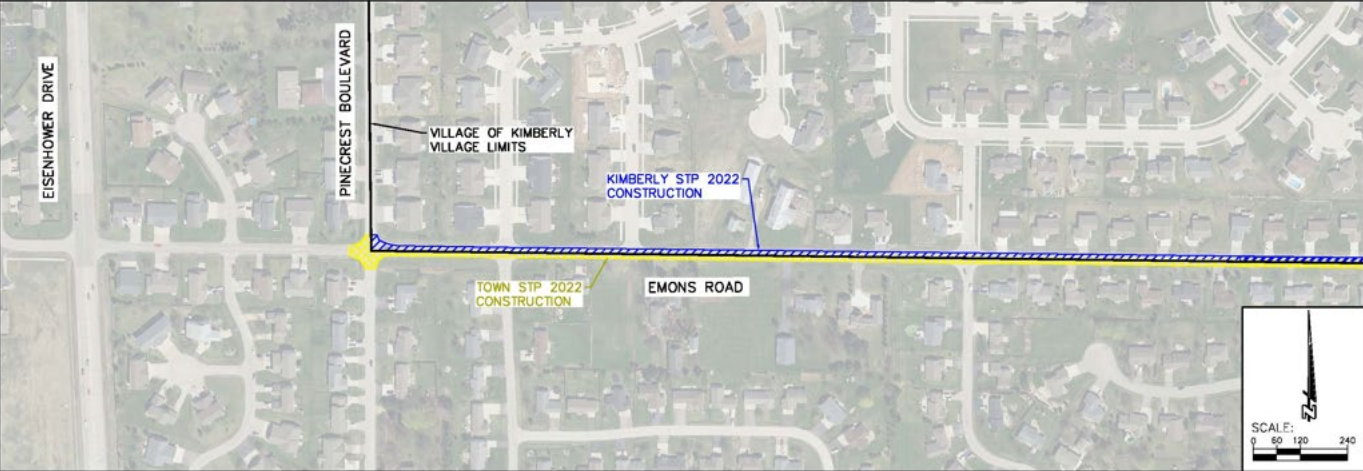 EISENHOWER DRIVE
PINECREST BOULEVARD
VILLAGE OF KIMBERLY
VILLAGE LIMITS
KIMBERLY STP 2022
CONSTRUCTION
TOWN STP 2022
CONSTRUCTION
EMONS ROAD
N
SCALE:
0 60 120 240